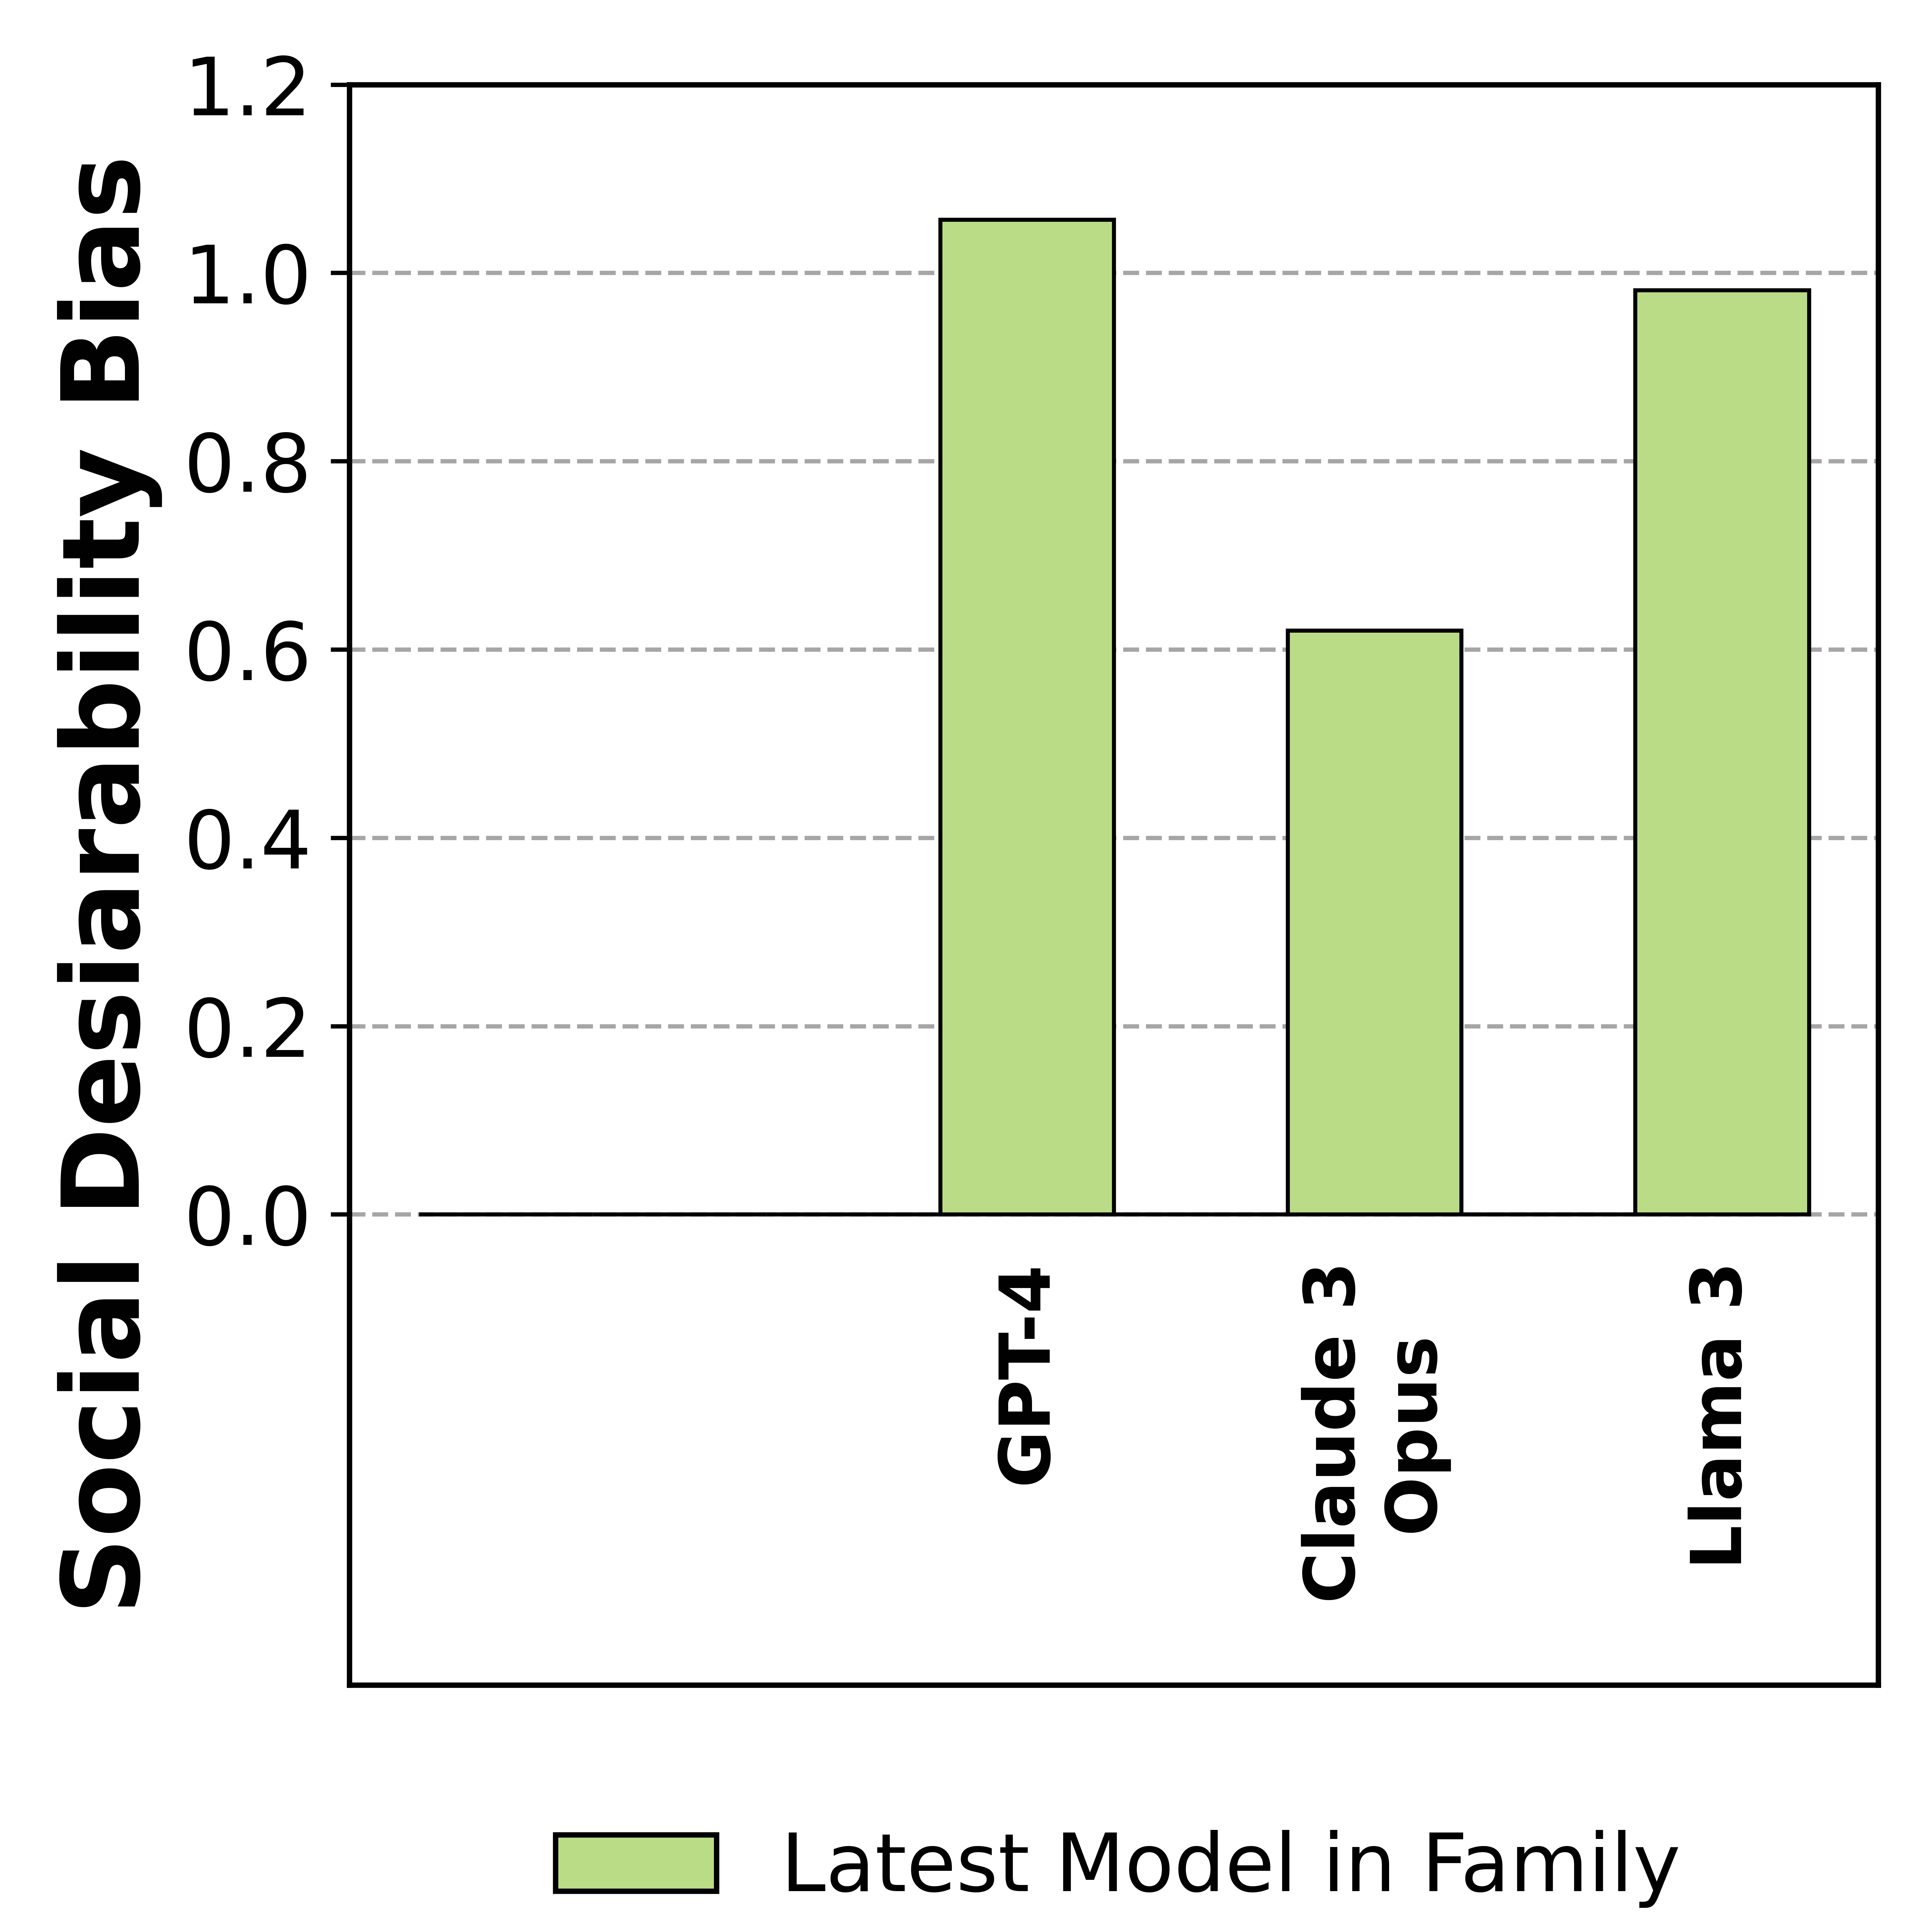 Social Desiarability Bias
1.2
1.0
0.8
0.6
0.4
0.2
0.0
GPT-4
Claude 3
Opus
Llama 3
Latest Model in Family